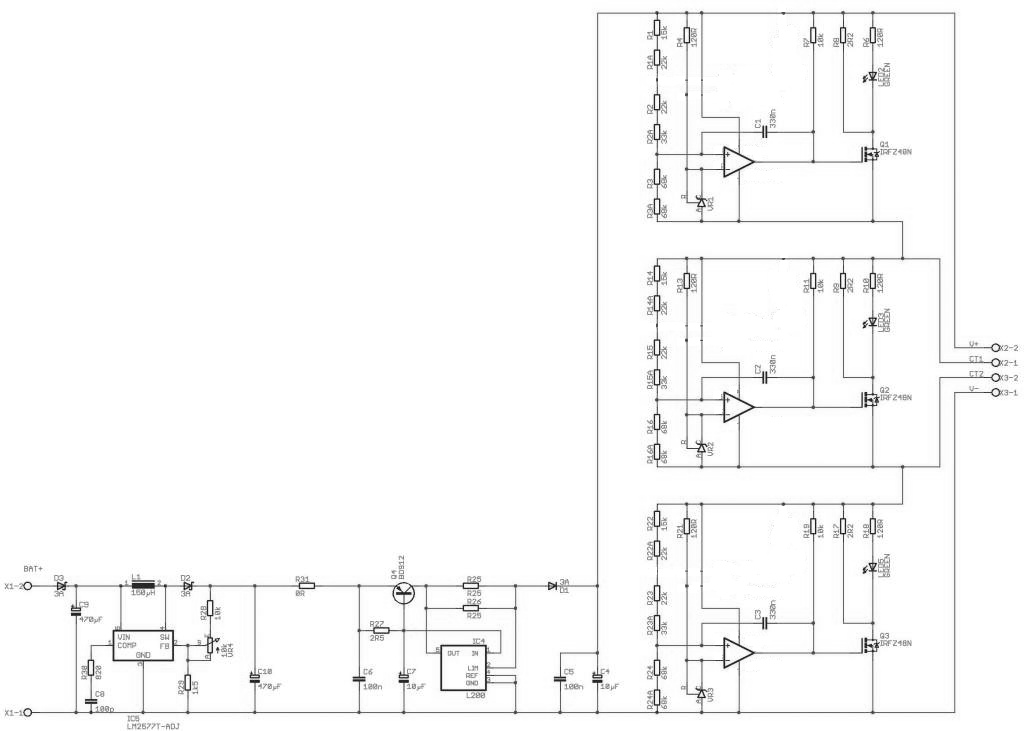 R1
15k
R4
120R
R7
10k
R8
2R2
R6
120R
R1A
22k
LED2
GREEN
R2
22k
C1
330n
R2A
33k
Q1
IRFZ48N
R3
68k
R3A
68k
R
A
C
VR1
R14
15k
R13
120R
R11
10k
R9
2R2
R10
120R
R14A
22k
LED3
GREEN
R15
22k
V+
X2-2
CT1
X2-1
R15A
33k
C2
330n
CT2
X3-2
Q2
IRFZ48N
V-
X3-1
R16
68k
R
A
C
VR2
R16A
68k
R22
15k
R21
120R
R19
10k
R17
2R2
R18
120R
R22A
22k
LED5
GREEN
BAT+
X1-2
D3
3A
1
L1
2
160µH
D2
3A
R31
0R
Q4
BD912
R25
R25
R26
R25
3A
D1
R23
22k
C9
470µF
R28
10k
R23A
33k
C3
330n
VIN
SW
COMP
FB
GND
10k
VR4
R27
2R5
IC4
OUT
IN
LIM
REF
GND
L200
Q3
IRFZ48N
R30
820
R29
1k5
C10
470µF
C6
100n
C7
10µF
C5
100n
C4
10µF
R24
68k
R24A
68k
R
A
C
VR3
C8
100p
X1-1
IC5
LM2577T-ADJ